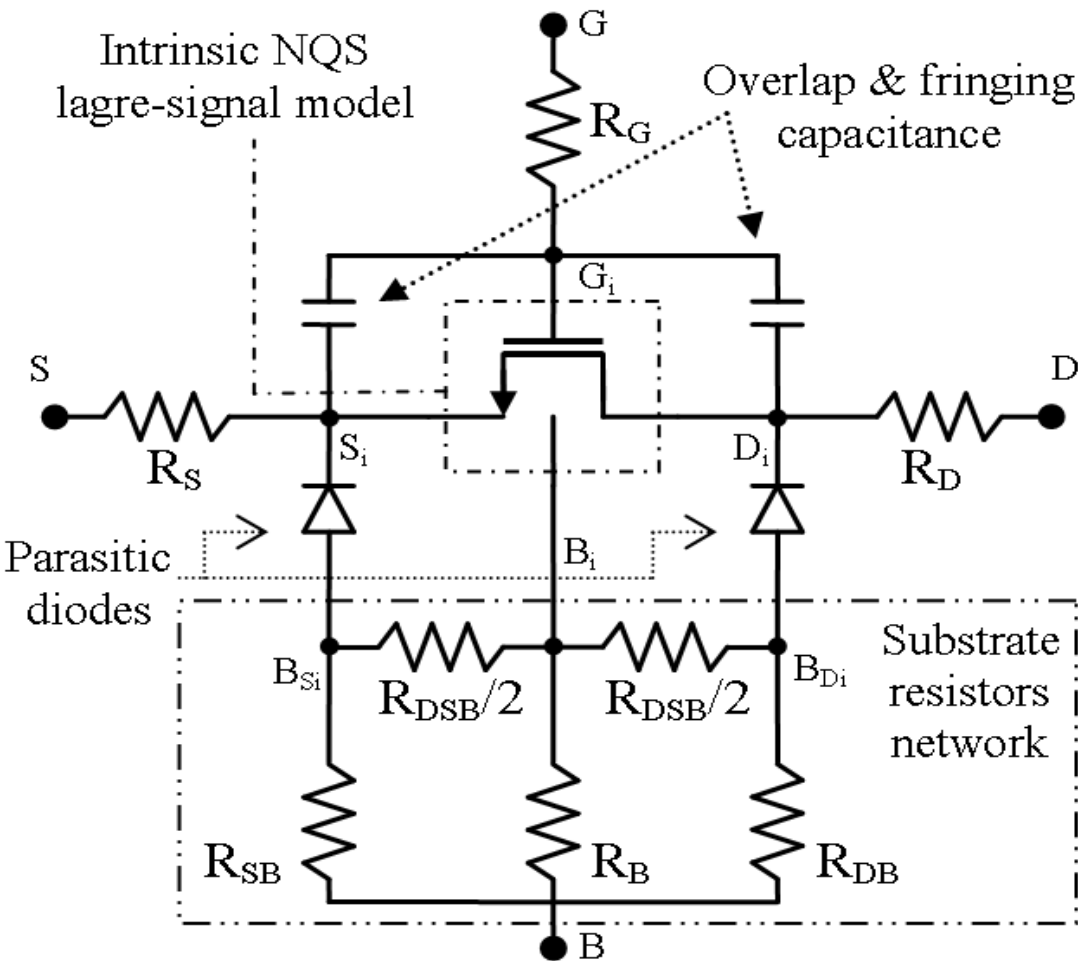 G
Intrinsic NQS
lagre-signal model
Overlap & fringing
capacitance
R_G
G_i
S
D
S_i
D_i
R_S
R_D
Parasitic
diodes
B_i
B_Si
R_DSB/2
R_DSB/2
B_Di
Substrate
resistors
network
R_SB
R_B
R_DB
B